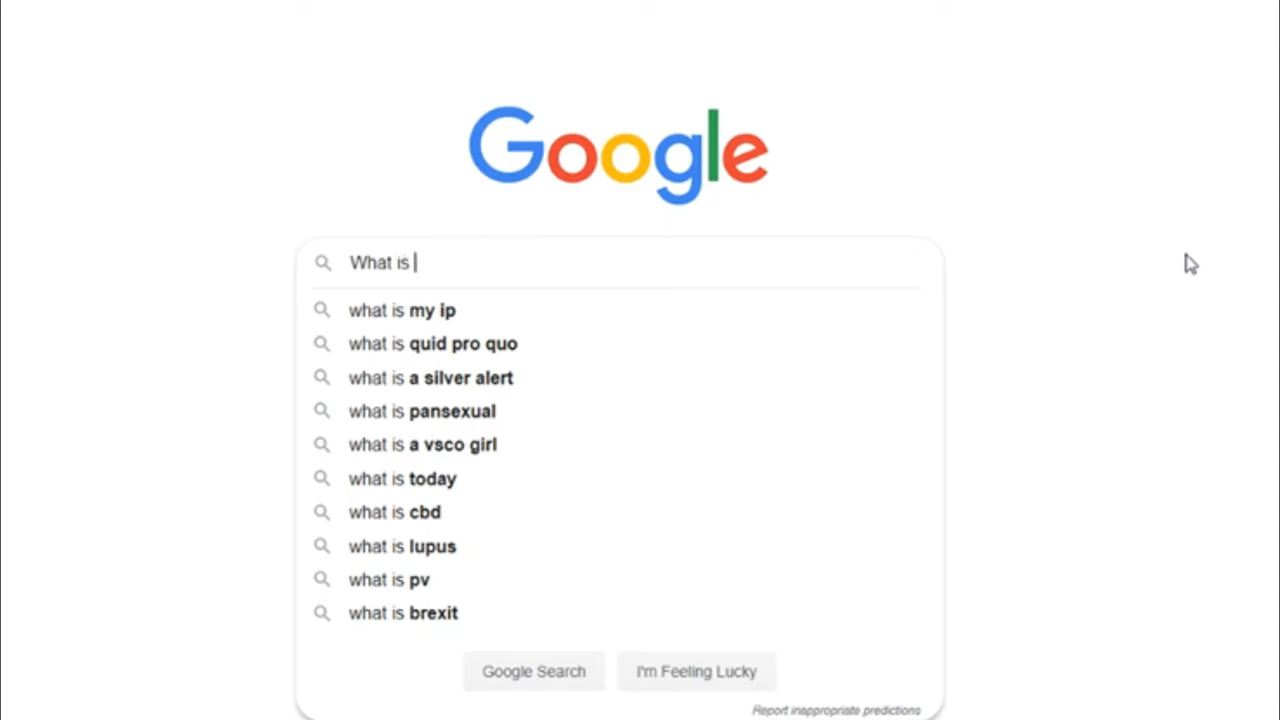 Google
What is
what is my ip
what is quid pro quo
what is a silver alert
what is pansexual
what is a vsco girl
what is today
what is cbd
what is lupus
what is pv
what is brexit
Google Search I'm Feeling Lucky
Report inappropriate predictions